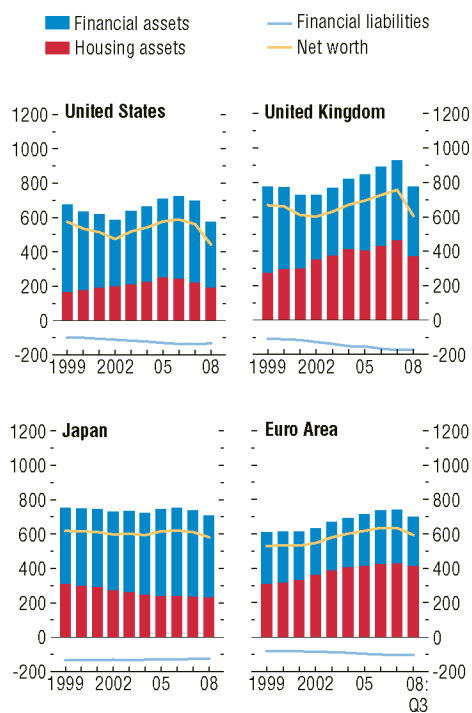 Financial assets
Financial liabilities
Housing assets
Net worth
United States
United Kingdom
1200
1000
800
600
400
200
0
-200
1200
1000
800
600
400
200
0
-200
1999 2002 05 08
1999 2002 05 08
Japan
Euro Area
1200
1000
800
600
400
200
0
-200
1200
1000
800
600
400
200
0
-200
1999 2002 05 08
1999 2002 05 08:
Q3